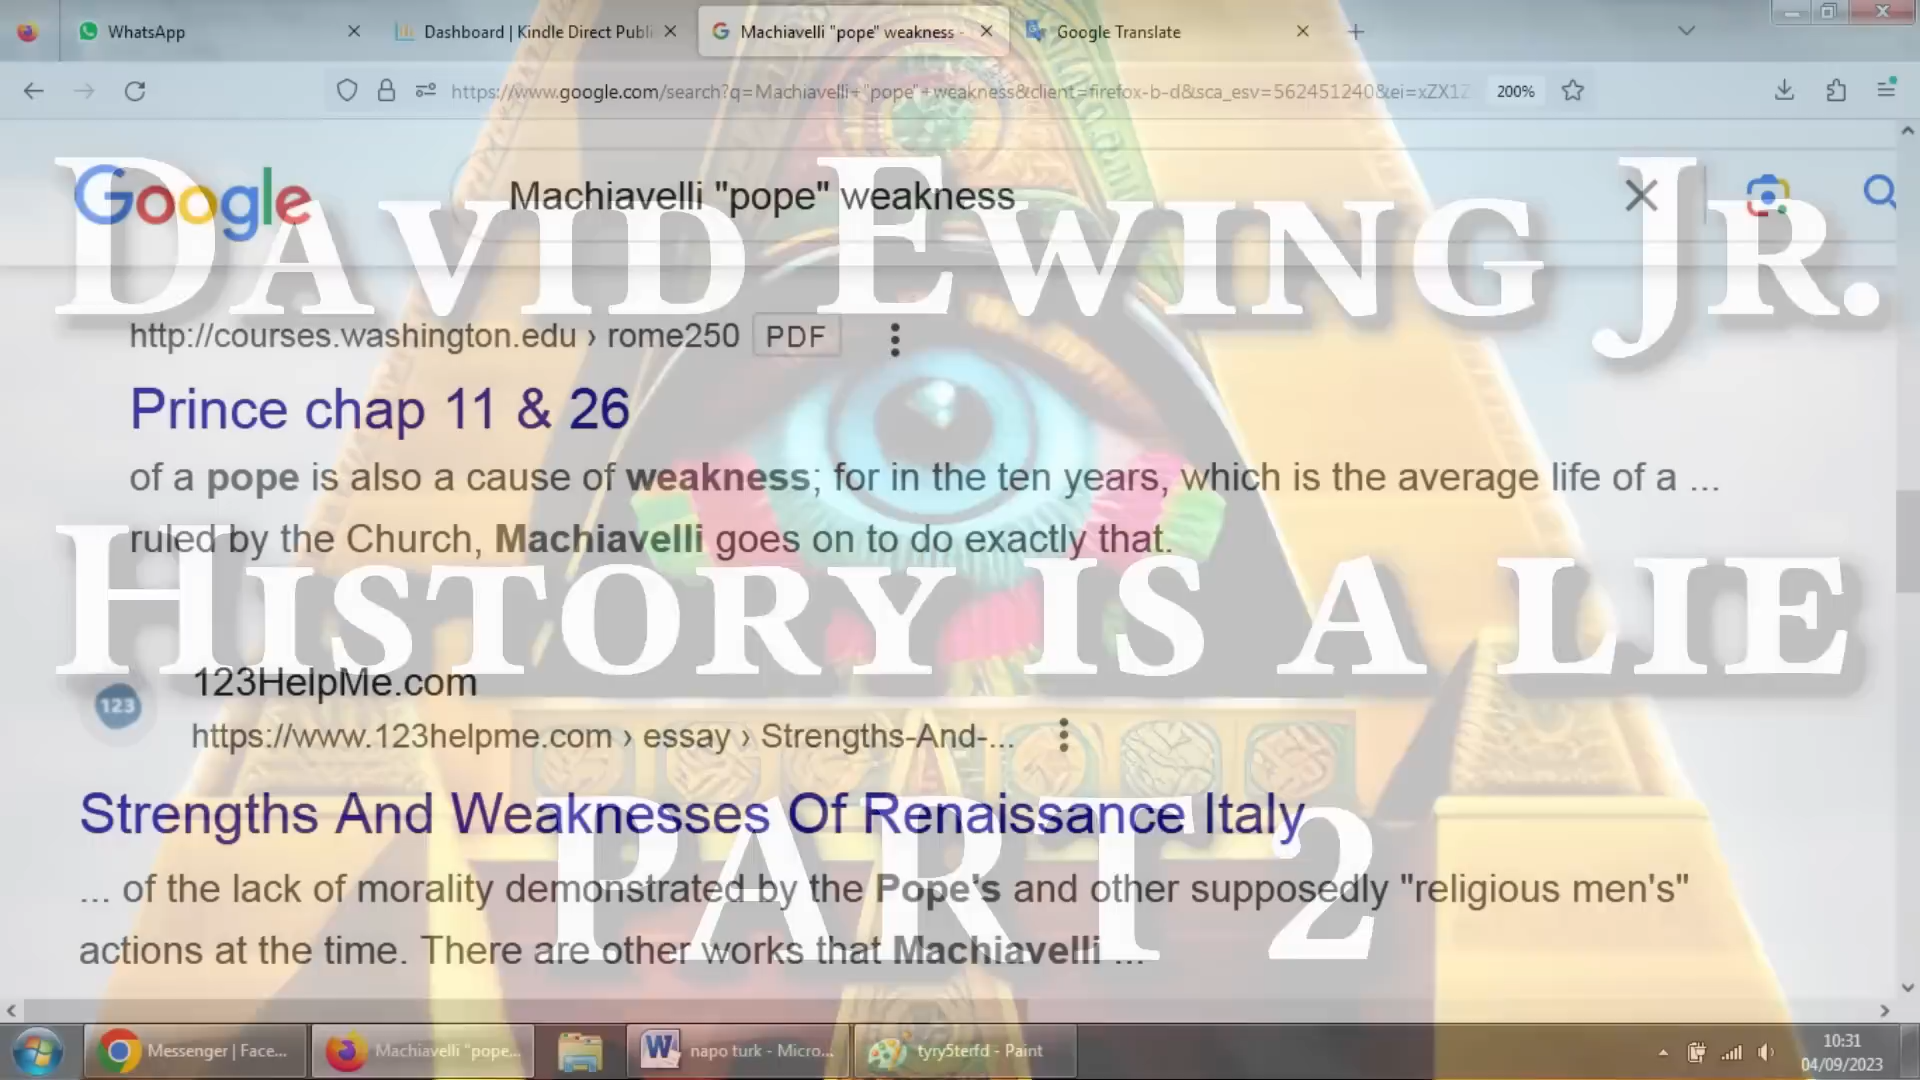 WhatsApp
Dashboard | Kindle Direct Publi
Machiavelli "pope" weakness -
Google Translate
https://www.google.com/search?q=Machiavelli+"pope"+weakness&client=firefox-b-d&sca_esv=562451240&ei=xZX1Z
200%
Google
Machiavelli "pope" weakness
David Ewing Jr.
http://courses.washington.edu › rome250
PDF
Prince chap 11 & 26
of a pope is also a cause of weakness; for in the ten years, which is the average life of a ...
ruled by the Church, Machiavelli goes on to do exactly that.
History is a lie
123
123HelpMe.com
https://www.123helpme.com › essay › Strengths-And-...
Strengths And Weaknesses Of Renaissance Italy
part 2
... of the lack of morality demonstrated by the Pope's and other supposedly "religious men's"
actions at the time. There are other works that Machiavelli ...
Messenger | Face...
Machiavelli "pope...
napo turk - Micro...
tyry5terfd - Paint
10:31
04/09/2023